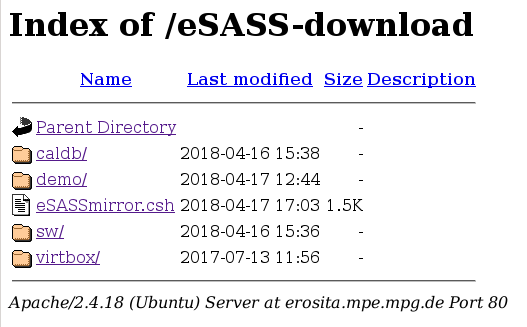 Index of /eSASS-download
Name Last modified Size Description
Parent Directory -
caldb/ 2018-04-16 15:38 -
demo/ 2018-04-17 12:44 -
eSASSmirror.csh 2018-04-17 17:03 1.5K
sw/ 2018-04-16 15:36 -
virtbox/ 2017-07-13 11:56 -
Apache/2.4.18 (Ubuntu) Server at erosita.mpe.mpg.de Port 80